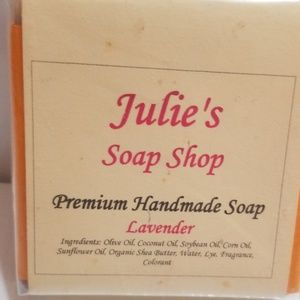 Julie's
Soap Shop
Premium Handmade Soap
Lavender
Ingredients: Olive Oil, Coconut Oil, Soybean Oil, Corn Oil,
Sunflower Oil, Organic Shea Butter, Water, Lye, Fragrance,
Colorant